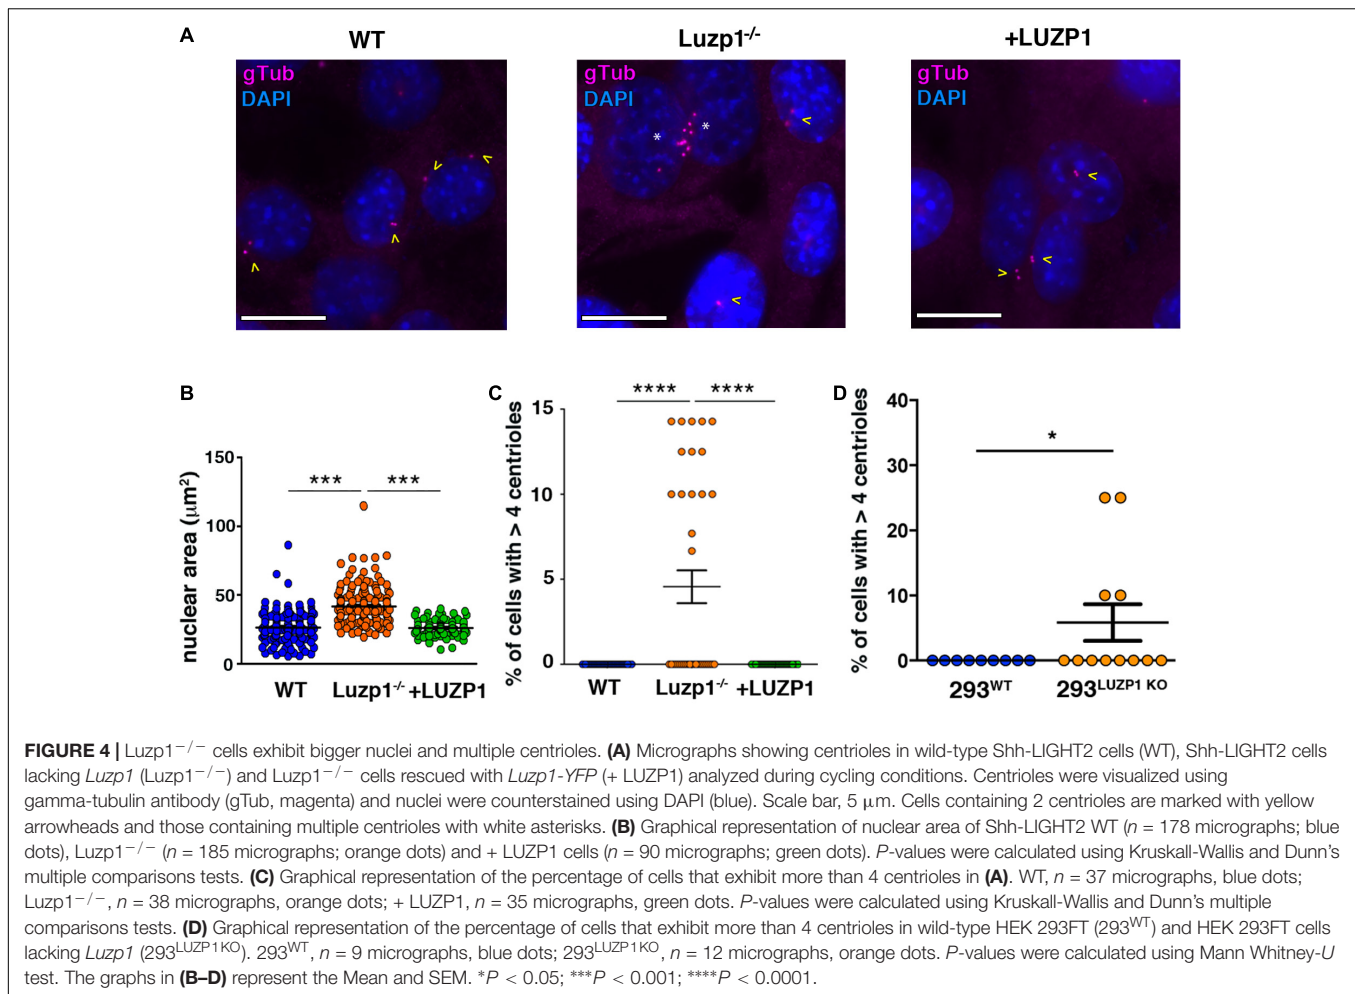 A
WT
Luzp1-/-
+LUZP1
gTub
DAPI
gTub
DAPI
gTub
DAPI
*
*
B
nuclear area (μm²)
150
100
50
0
***
***
WT
Luzp1-/-
+LUZP1
C
% of cells with > 4 centrioles
15
10
5
0
****
****
WT
Luzp1-/-
+LUZP1
D
% of cells with > 4 centrioles
40
30
20
10
0
*
293WT
293LUZP1 KO
FIGURE 4 | Luzp1−/− cells exhibit bigger nuclei and multiple centrioles. (A) Micrographs showing centrioles in wild-type Shh-LIGHT2 cells (WT), Shh-LIGHT2 cells
lacking Luzp1 (Luzp1−/−) and Luzp1−/− cells rescued with Luzp1-YFP (+ LUZP1) analyzed during cycling conditions. Centrioles were visualized using
gamma-tubulin antibody (gTub, magenta) and nuclei were counterstained using DAPI (blue). Scale bar, 5 μm. Cells containing 2 centrioles are marked with yellow
arrowheads and those containing multiple centrioles with white asterisks. (B) Graphical representation of nuclear area of Shh-LIGHT2 WT (n = 178 micrographs; blue
dots), Luzp1−/− (n = 185 micrographs; orange dots) and + LUZP1 cells (n = 90 micrographs; green dots). P-values were calculated using Kruskall-Wallis and Dunn's
multiple comparisons tests. (C) Graphical representation of the percentage of cells that exhibit more than 4 centrioles in (A). WT, n = 37 micrographs, blue dots;
Luzp1−/−, n = 38 micrographs, orange dots; + LUZP1, n = 35 micrographs, green dots. P-values were calculated using Kruskall-Wallis and Dunn's multiple
comparisons tests. (D) Graphical representation of the percentage of cells that exhibit more than 4 centrioles in wild-type HEK 293FT (293WT) and HEK 293FT cells
lacking Luzp1 (293LUZP1 KO). 293WT, n = 9 micrographs, blue dots; 293LUZP1 KO, n = 12 micrographs, orange dots. P-values were calculated using Mann Whitney-U
test. The graphs in (B–D) represent the Mean and SEM. *P < 0.05; ***P < 0.001; ****P < 0.0001.